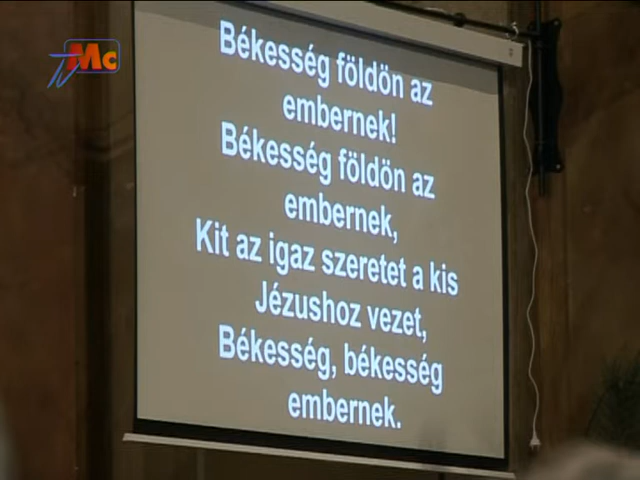 TV Mc
Békesség földön az
embernek!
Békesség földön az
embernek,
Kit az igaz szeretet a kis
Jézushoz vezet,
Békesség, békesség
embernek.